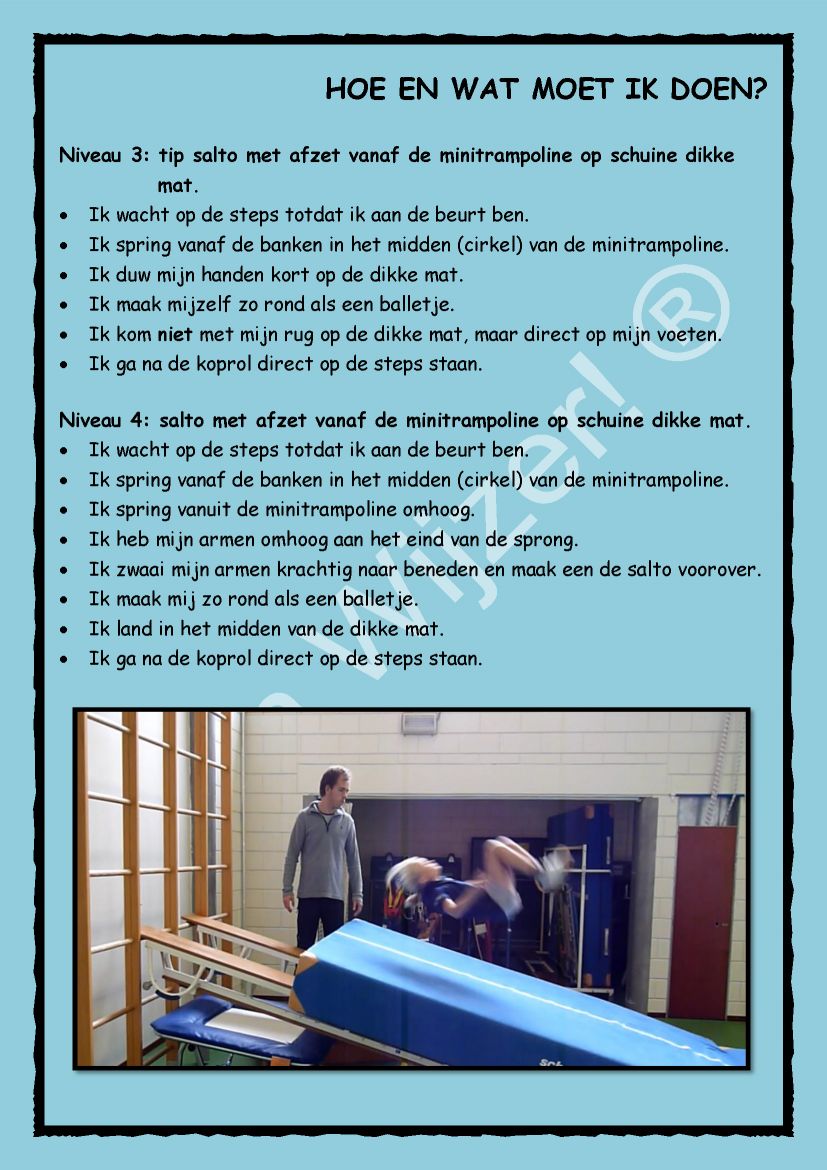 HOE EN WAT MOET IK DOEN?
Niveau 3: tip salto met afzet vanaf de minitrampoline op schuine dikke
mat.
• Ik wacht op de steps totdat ik aan de beurt ben.
• Ik spring vanaf de banken in het midden (cirkel) van de minitrampoline.
• Ik duw mijn handen kort op de dikke mat.
• Ik maak mijzelf zo rond als een balletje.
• Ik kom niet met mijn rug op de dikke mat, maar direct op mijn voeten.
• Ik ga na de koprol direct op de steps staan.
Niveau 4: salto met afzet vanaf de minitrampoline op schuine dikke mat.
• Ik wacht op de steps totdat ik aan de beurt ben.
• Ik spring vanaf de banken in het midden (cirkel) van de minitrampoline.
• Ik spring vanuit de minitrampoline omhoog.
• Ik heb mijn armen omhoog aan het eind van de sprong.
• Ik zwaai mijn armen krachtig naar beneden en maak een de salto voorover.
• Ik maak mij zo rond als een balletje.
• Ik land in het midden van de dikke mat.
• Ik ga na de koprol direct op de steps staan.
Wijzer! ®